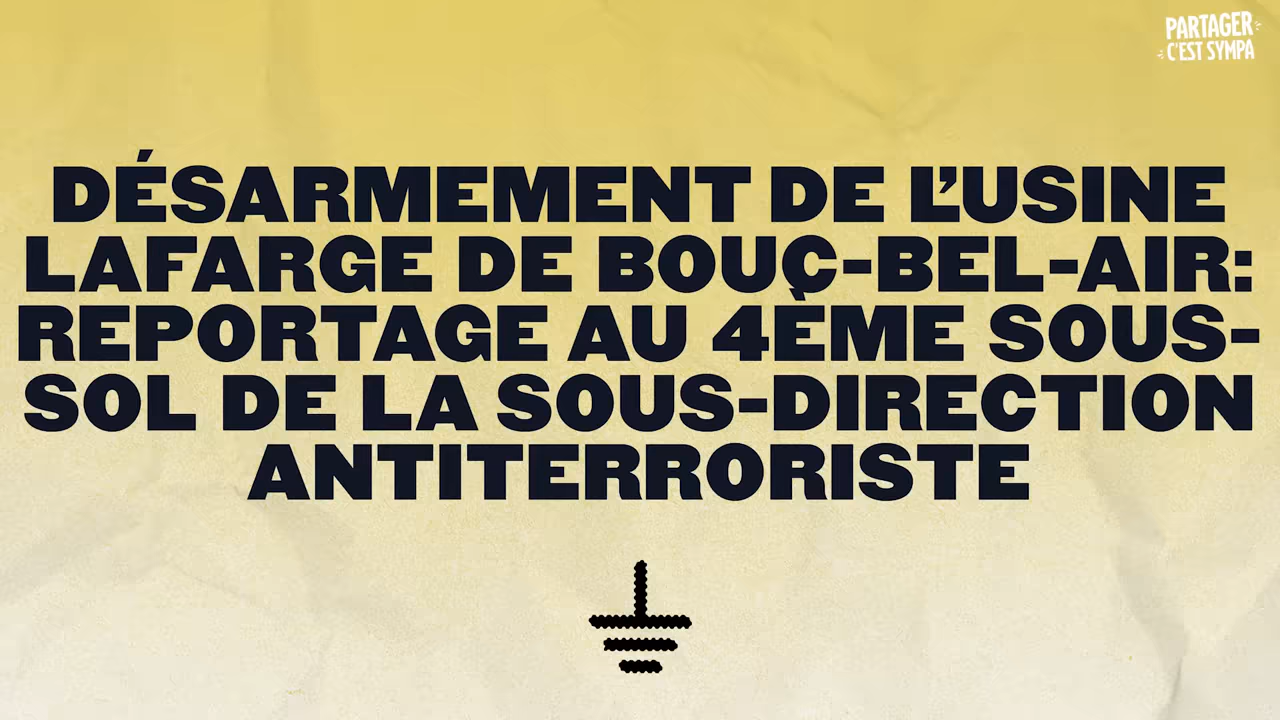 PARTAGER
C'EST SYMPA
DÉSARMEMENT DE L'USINE
LAFARGE DE BOUÇ-BEL-AIR:
REPORTAGE AU 4ÈME SOUS-
SOL DE LA SOUS-DIRECTION
ANTITERRORISTE